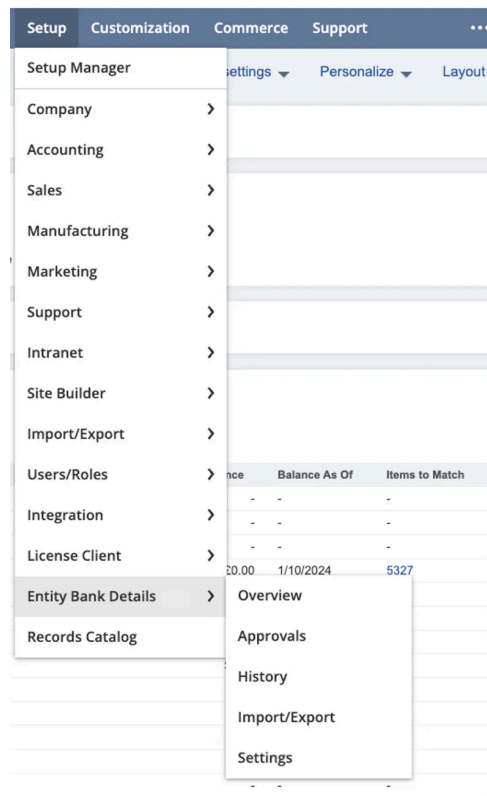 Setup Customization Commerce Support ...
Setup Manager
settings Personalize Layout
Company
Accounting
Sales
Manufacturing
Marketing
Support
Intranet
Site Builder
Import/Export
Users/Roles
nce Balance As Of Items to Match
- - -
Integration
- - -
License Client
- - -
£0.00 1/10/2024 5327
Entity Bank Details
Overview
Records Catalog
Approvals
History
Import/Export
Settings
- - -